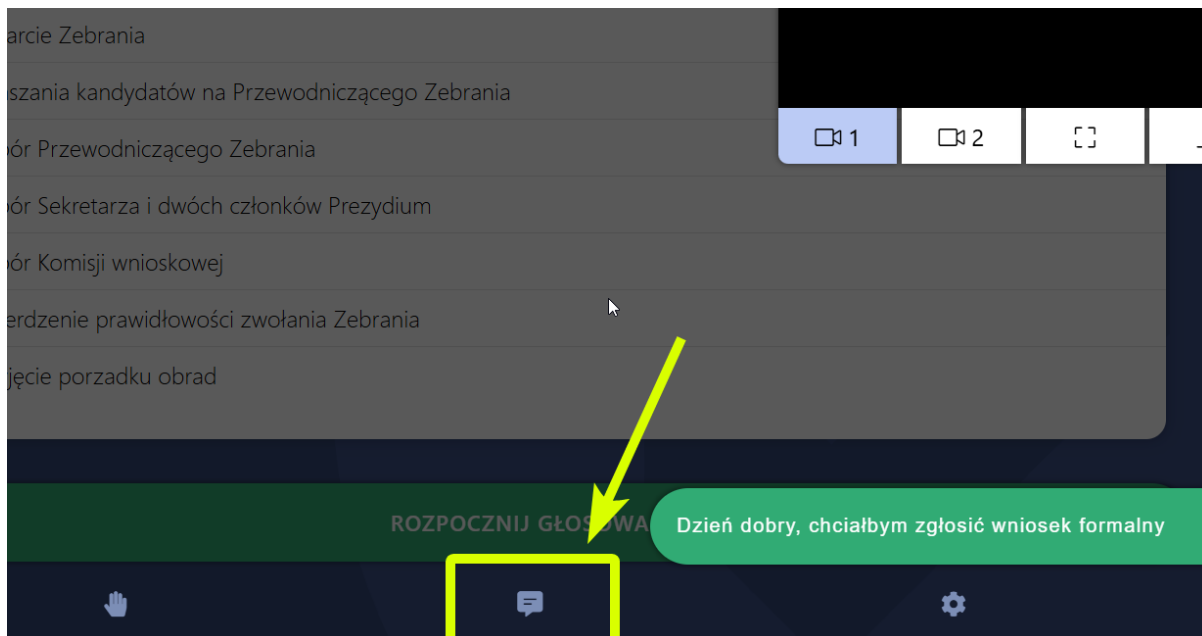 arcie Zebrania
szania kandydatów na Przewodniczącego Zebrania
ór Przewodniczącego Zebrania
ór Sekretarza i dwóch członków Prezydium
ór Komisji wnioskowej
erdzenie prawidłowości zwołania Zebrania
jęcie porzadku obrad
1
2
ROZPOCZNIJ GŁOSOWA
Dzień dobry, chciałbym zgłosić wniosek formalny